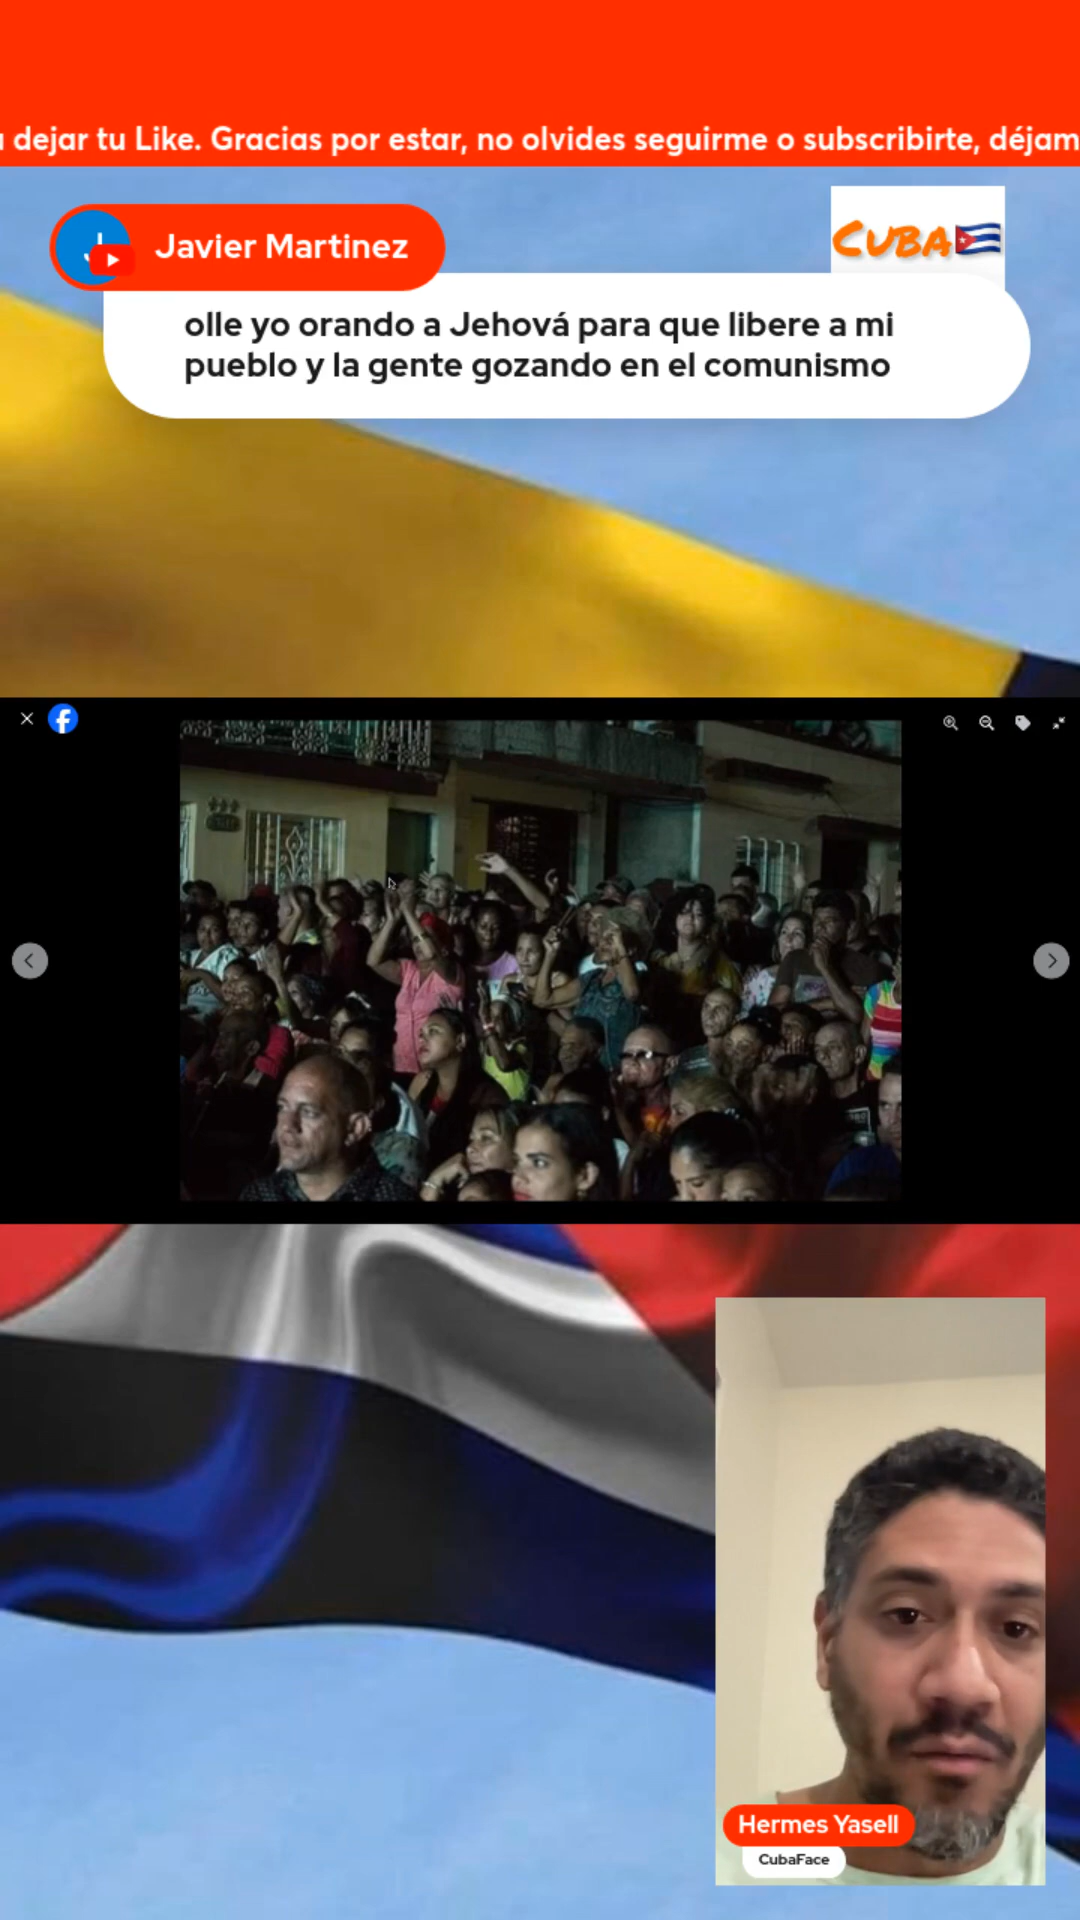 dejar tu Like. Gracias por estar, no olvides seguirme o subscribirte, déjam
Javier Martinez
CUBA
olle yo orando a Jehová para que libere a mi
pueblo y la gente gozando en el comunismo
Hermes Yasell
CubaFace